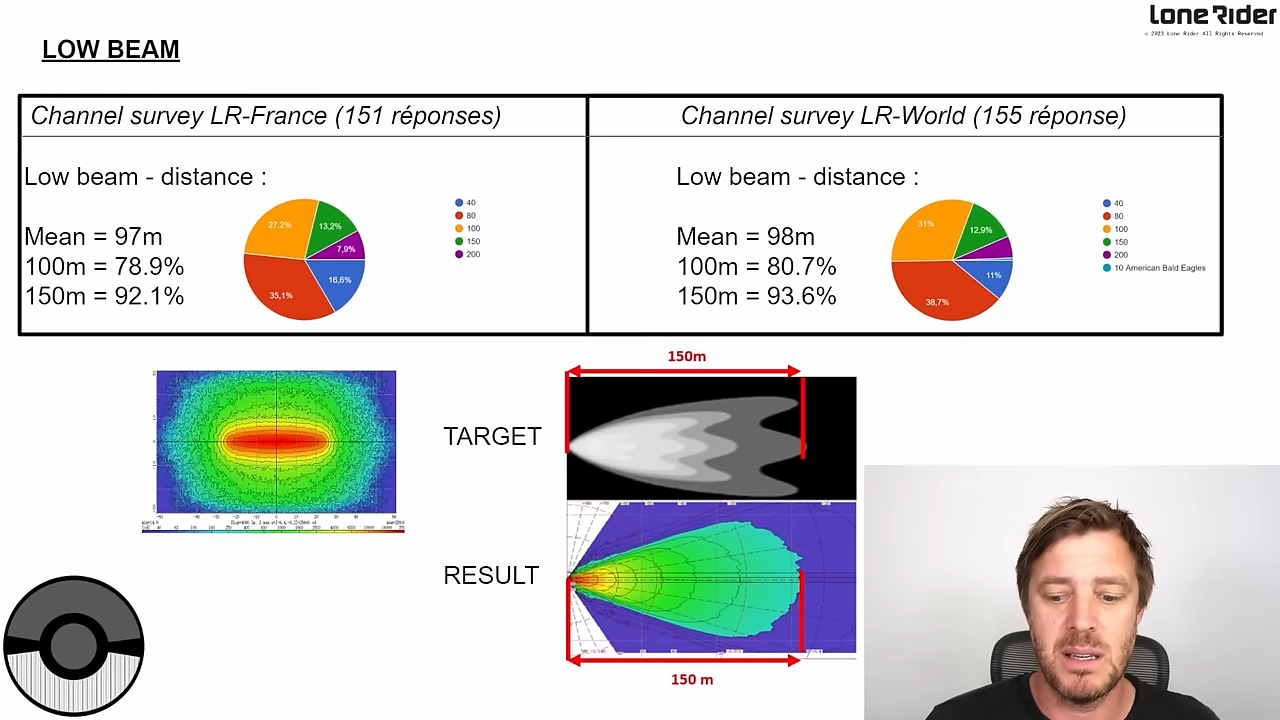 Lone Rider
© 2023 Lone Rider All Rights Reserved
LOW BEAM
Channel survey LR-France (151 réponses)
Low beam - distance :
Mean = 97m
100m = 78.9%
150m = 92.1%
27,2%
13,2%
7,9%
16,6%
35,1%
40
80
100
150
200
Channel survey LR-World (155 réponse)
Low beam - distance :
Mean = 98m
100m = 80.7%
150m = 93.6%
31%
12,9%
11%
38,7%
40
80
100
150
200
10 American Bald Eagles
150m
TARGET
RESULT
150 m